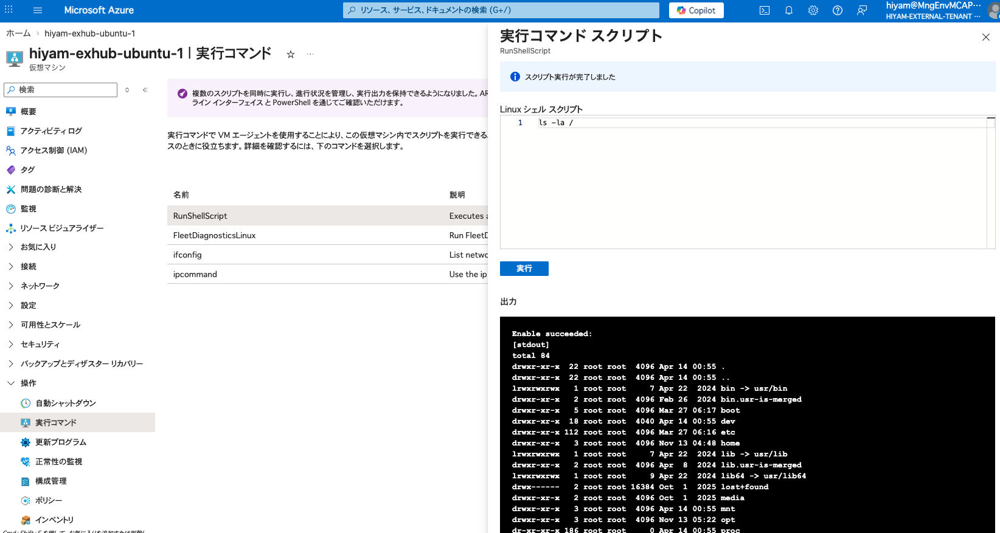 Microsoft Azure
リソース、サービス、ドキュメントの検索 (G+/)
Copilot
hiyam@MngEnvMCAP···
HIYAM-EXTERNAL-TENANT ···
ホーム > hiyam-exhub-ubuntu-1
hiyam-exhub-ubuntu-1 | 実行コマンド
仮想マシン
検索
概要
アクティビティ ログ
アクセス制御 (IAM)
タグ
問題の診断と解決
監視
リソース ビジュアライザー
お気に入り
接続
ネットワーク
設定
可用性とスケール
セキュリティ
バックアップとディザスター リカバリー
操作
自動シャットダウン
実行コマンド
更新プログラム
正常性の監視
構成管理
ポリシー
インベントリ
複数のスクリプトを同時に実行し、進行状況を管理し、実行出力を保持できるようになりました。AR
ライン インターフェイス と PowerShell を通じてご確認いただけます。
実行コマンドで VM エージェントを使用することにより、この仮想マシン内でスクリプトを実行できる
スのときに役立ちます。詳細を確認するには、下のコマンドを選択します。
名前 説明
RunShellScript Executes a
FleetDiagnosticsLinux Run FleetD
ifconfig List netwo
ipcommand Use the ip
実行コマンド スクリプト
RunShellScript
スクリプト実行が完了しました
Linux シェル スクリプト
1 ls -la /
実行
出力
Enable succeeded:
[stdout]
total 84
drwxr-xr-x  22 root root  4096 Apr 14 00:55 .
drwxr-xr-x  22 root root  4096 Apr 14 00:55 ..
lrwxrwxrwx   1 root root     7 Apr 22  2024 bin -> usr/bin
drwxr-xr-x   2 root root  4096 Feb 26  2024 bin.usr-is-merged
drwxr-xr-x   5 root root  4096 Mar 27 06:17 boot
drwxr-xr-x  18 root root  4040 Apr 14 00:55 dev
drwxr-xr-x 112 root root  4096 Mar 27 06:16 etc
drwxr-xr-x   3 root root  4096 Nov 13 04:48 home
lrwxrwxrwx   1 root root     7 Apr 22  2024 lib -> usr/lib
drwxr-xr-x   2 root root  4096 Apr  8  2024 lib.usr-is-merged
lrwxrwxrwx   1 root root     9 Apr 22  2024 lib64 -> usr/lib64
drwx------   2 root root 16384 Oct  1  2025 lost+found
drwxr-xr-x   2 root root  4096 Oct  1  2025 media
drwxr-xr-x   3 root root  4096 Apr 14 00:55 mnt
drwxr-xr-x   3 root root  4096 Nov 13 05:22 opt
dr-xr-xr-x 186 root root     0 Apr 14 00:55 proc